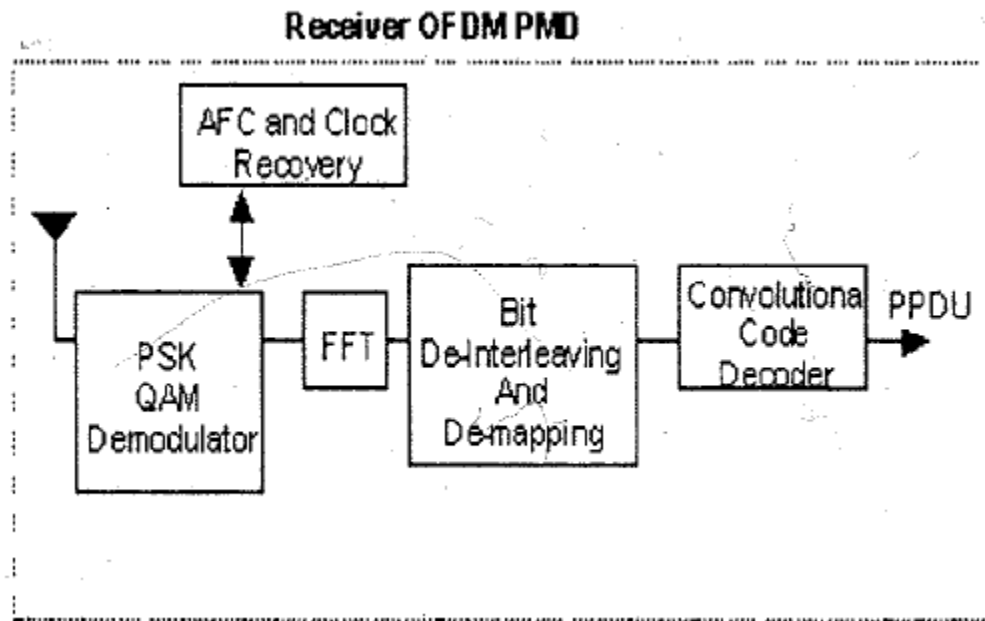 Receiver OFDM PMD
AFC and Clock
Recovery
PSK
QAM
Demodulator
FFT
Bit
De-Interleaving
And
De-mapping
Convolutional
Code
Decoder
PPDU